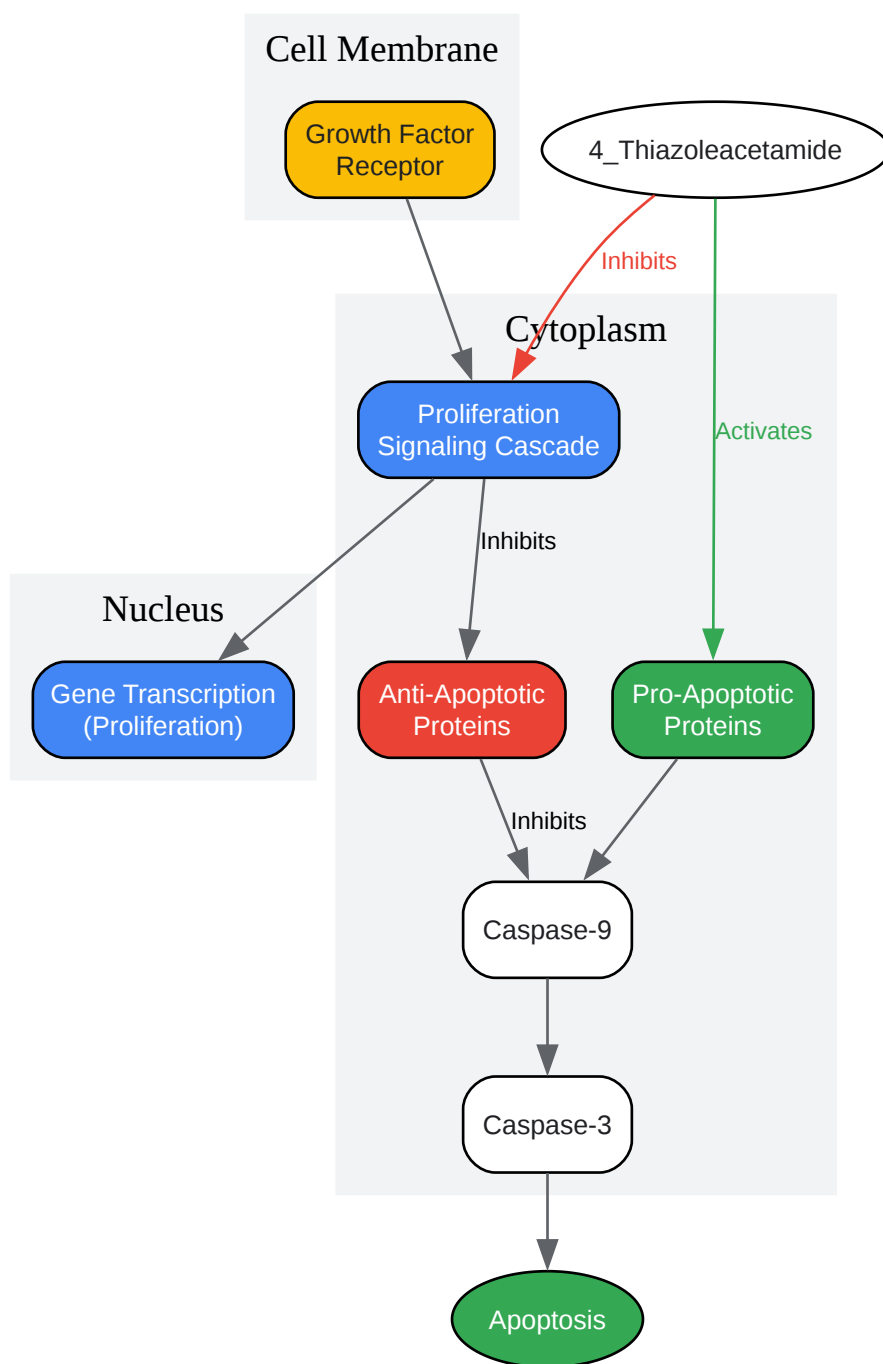 Cell Membrane
Growth Factor
Receptor
4_Thiazoleacetamide
Inhibits
Cytoplasm
Proliferation
Signaling Cascade
Activates
Inhibits
Nucleus
Gene Transcription
(Proliferation)
Anti-Apoptotic
Proteins
Pro-Apoptotic
Proteins
Inhibits
Caspase-9
Caspase-3
Apoptosis